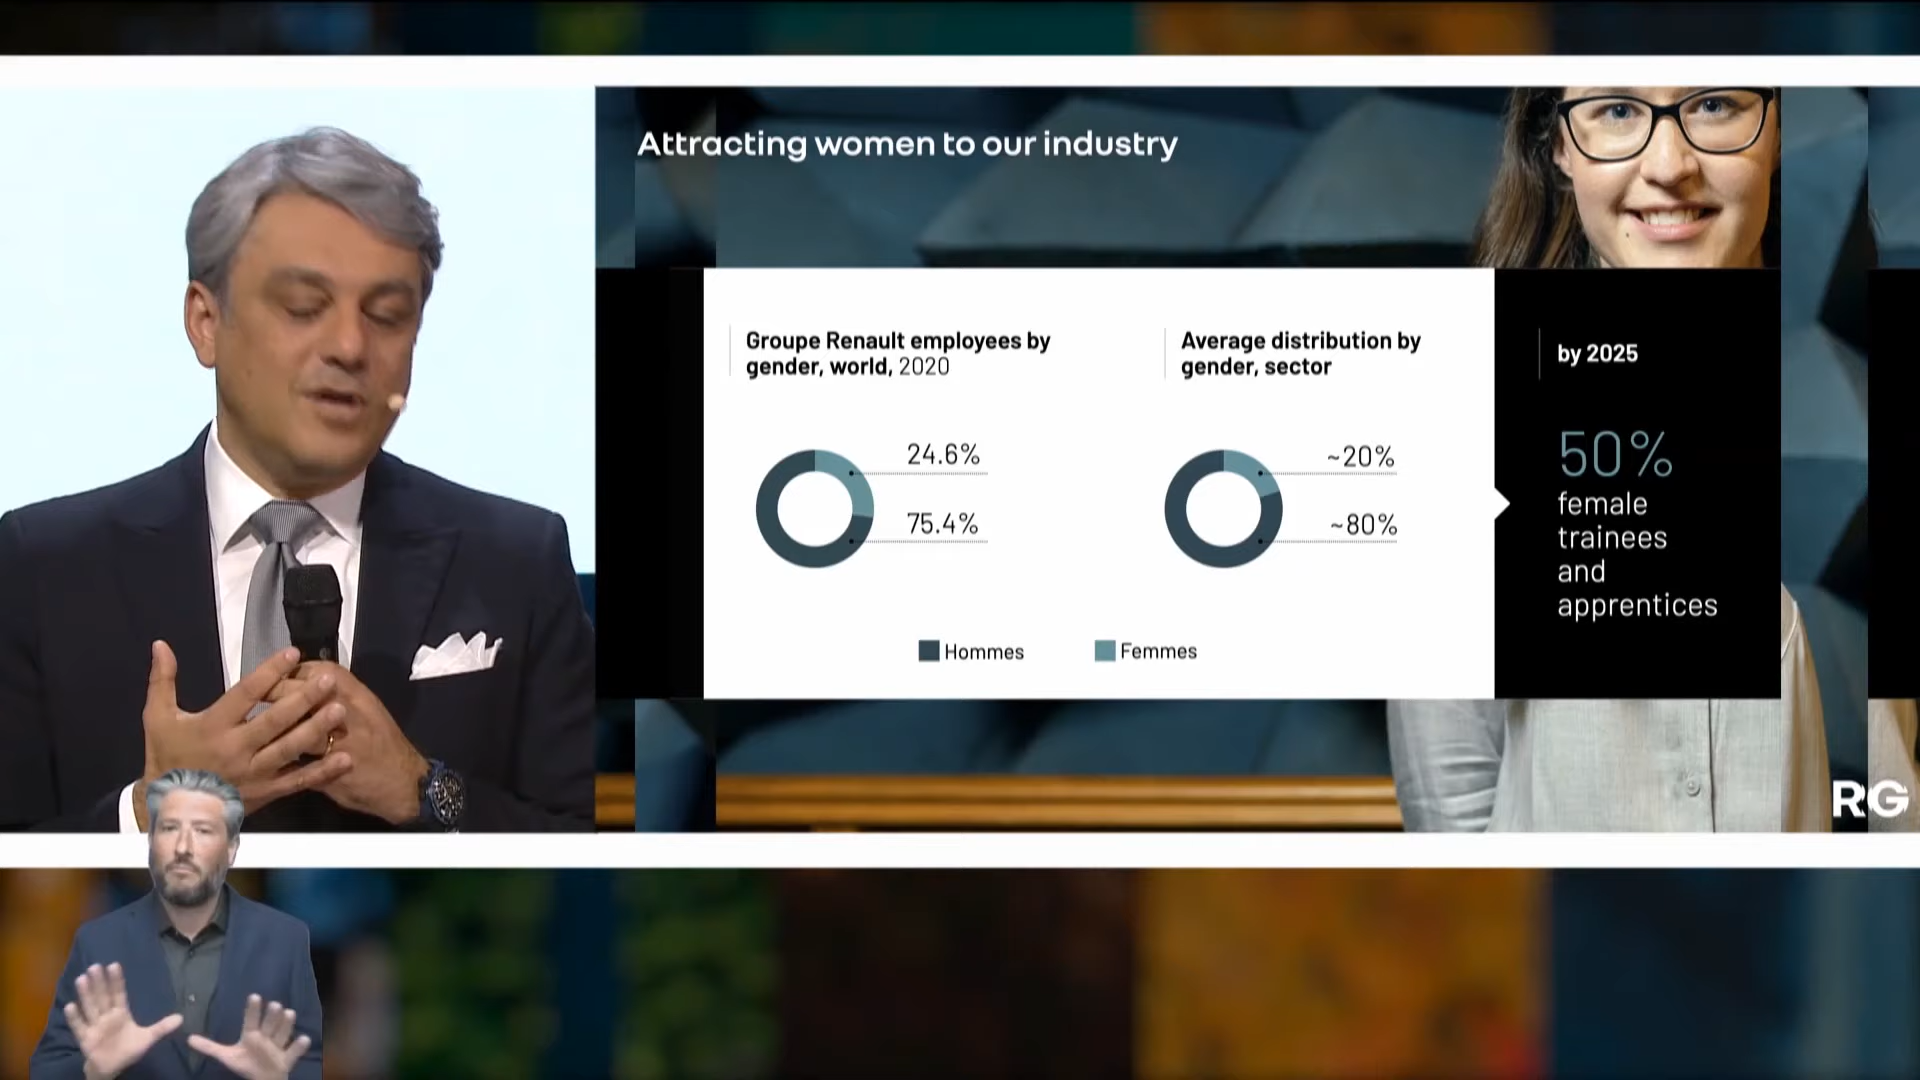 Attracting women to our industry
Groupe Renault employees by
gender, world, 2020
24.6%
75.4%
Average distribution by
gender, sector
~20%
~80%
Hommes
Femmes
by 2025
50%
female
trainees
and
apprentices
RG